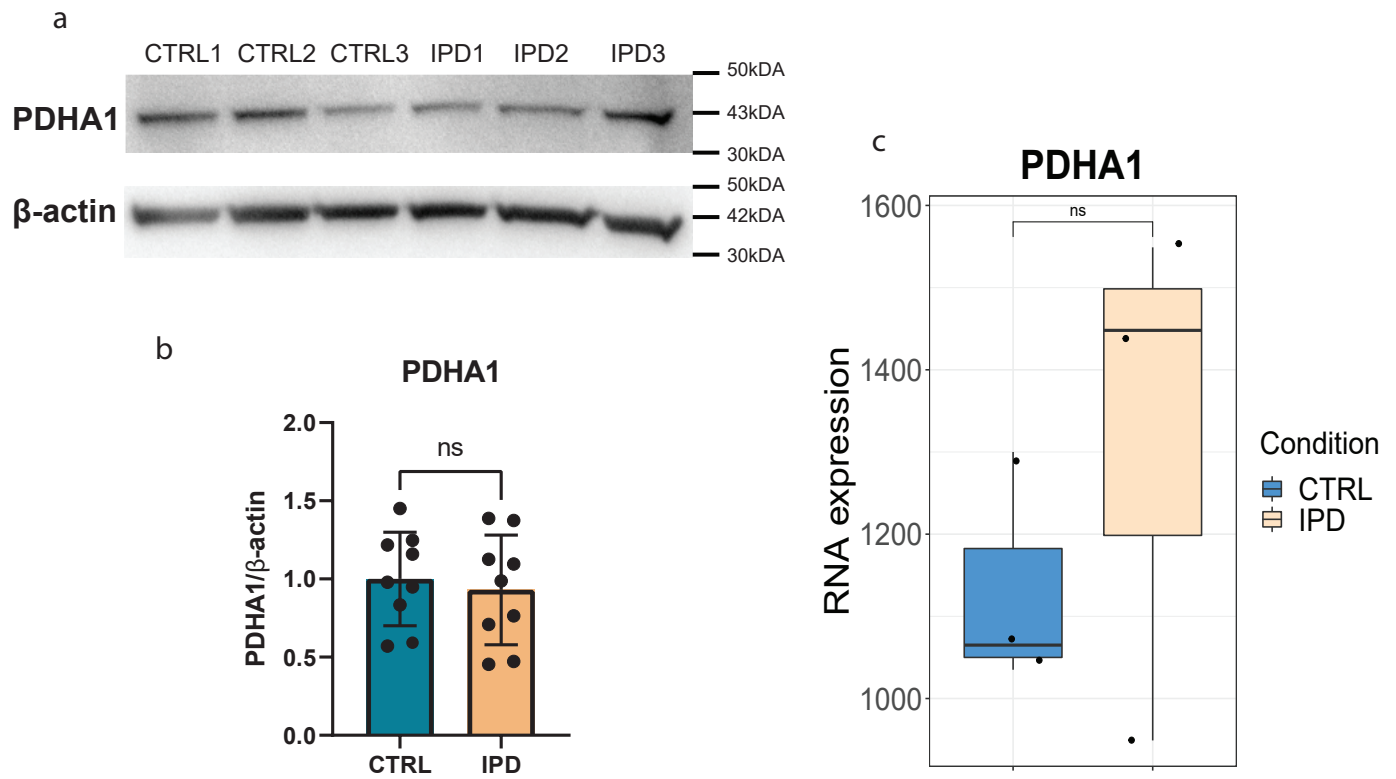 a
CTRL1 CTRL2 CTRL3 IPD1 IPD2 IPD3
50kDA
PDHA1
43kDA
30kDA
50kDA
β-actin
42kDA
30kDA
b
PDHA1
ns
2.0
1.5
1.0
0.5
0.0
PDHA1/β-actin
CTRL
IPD
c
PDHA1
ns
1600
1400
1200
1000
RNA expression
Condition
CTRL
IPD